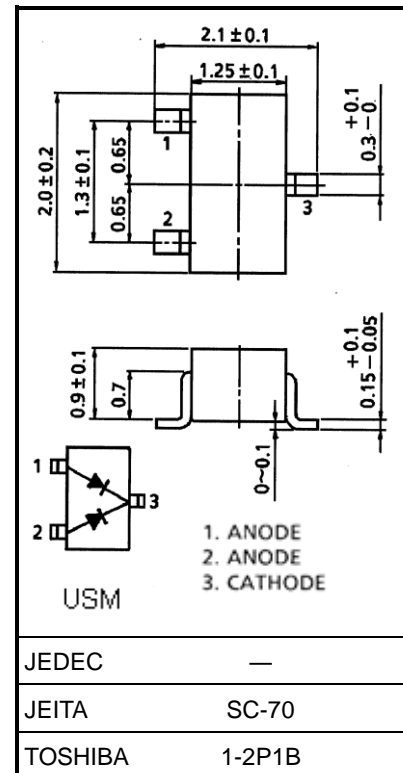 2.1±0.1
1.25±0.1
+0.1
0.3-0
2.0±0.2
1.3±0.1
0.65
0.65
1
2
3
0.9±0.1
0.7
+0.1
0.15-0.05
0~0.1
1
2
3
1. ANODE
2. ANODE
3. CATHODE
USM
JEDEC —
JEITA SC-70
TOSHIBA 1-2P1B